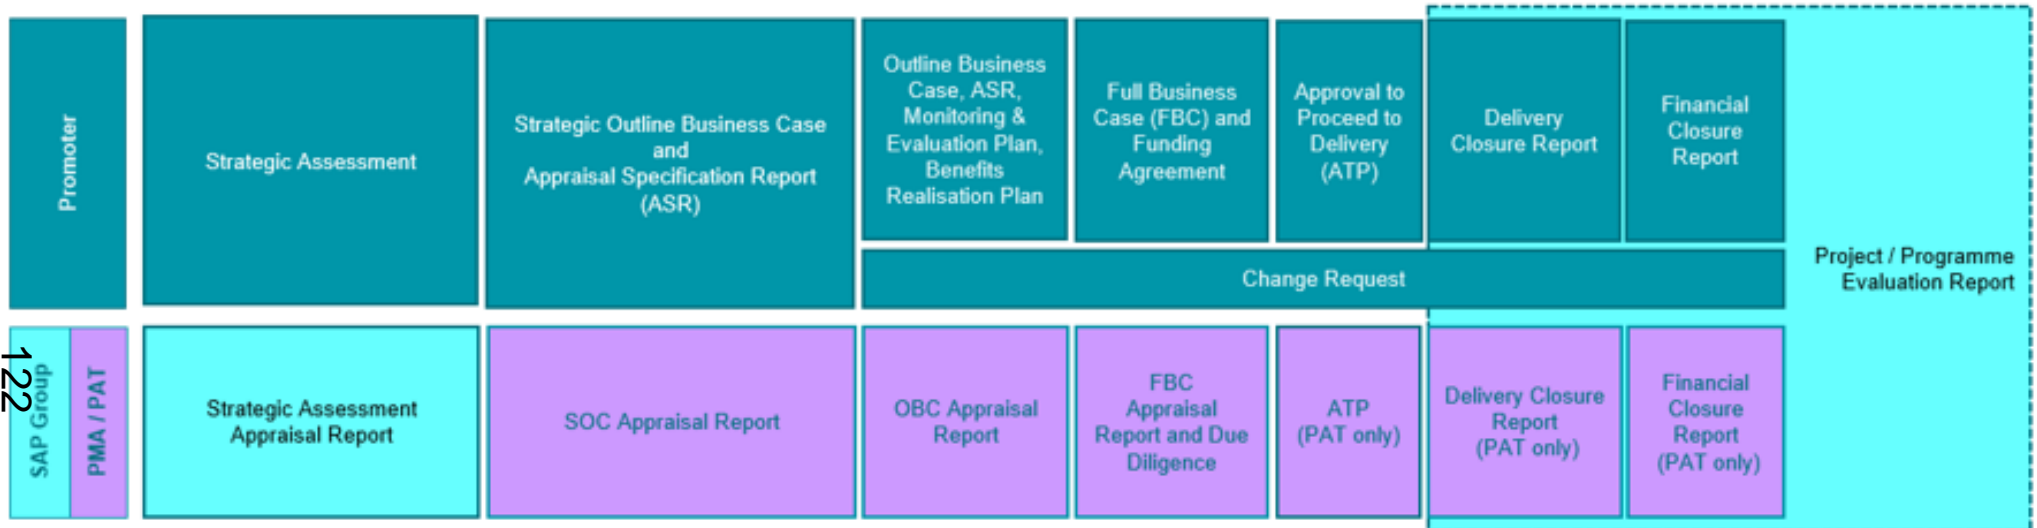 Promoter
Strategic Assessment
Strategic Outline Business Case
and
Appraisal Specification Report
(ASR)
Outline Business
Case, ASR,
Monitoring &
Evaluation Plan,
Benefits
Realisation Plan
Full Business
Case (FBC) and
Funding
Agreement
Approval to
Proceed to
Delivery
(ATP)
Delivery
Closure Report
Financial
Closure
Report
Change Request
Project / Programme
Evaluation Report
122
SAP Group
PMA / PAT
Strategic Assessment
Appraisal Report
SOC Appraisal Report
OBC Appraisal
Report
FBC
Appraisal
Report and Due
Diligence
ATP
(PAT only)
Delivery Closure
Report
(PAT only)
Financial
Closure
Report
(PAT only)